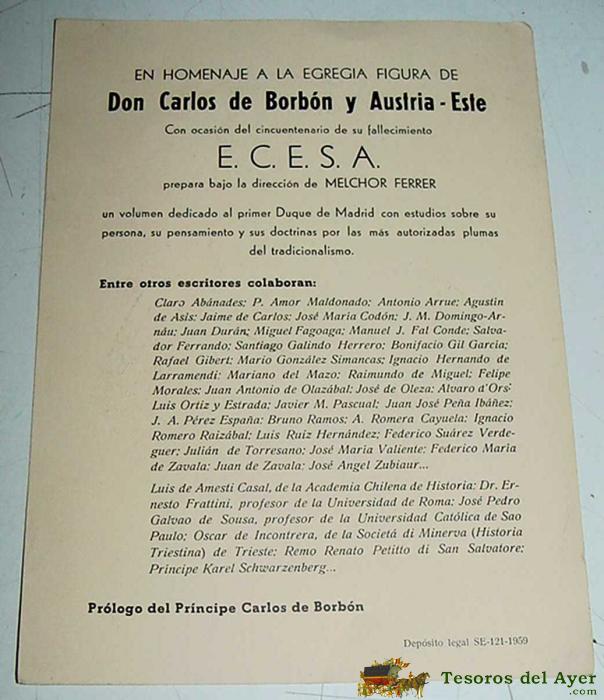 EN HOMENAJE A LA EGREGIA FIGURA DE
Don Carlos de Borbón y Austria - Este
Con ocasión del cincuentenario de su fallecimiento
E. C. E. S. A.
prepara bajo la dirección de MELCHOR FERRER
un volumen dedicado al primer Duque de Madrid con estudios sobre su
persona, su pensamiento y sus doctrinas por las más autorizadas plumas
del tradicionalismo.
Entre otros escritores colaboran:
Claro Abánades; P. Amor Maldonado; Antonio Arrue; Agustin
de Asis; Jaime de Carlos; José Maria Codón; J. M. Domingo-Ar-
náu; Juan Durán; Miguel Fagoaga; Manuel J. Fal Conde; Salva-
dor Ferrando; Santiago Galindo Herrero; Bonifacio Gil Garcia;
Rafael Gibert; Mario González Simancas; Ignacio Hernando de
Larramendi; Mariano del Mazo; Raimundo de Miguel; Felipe
Morales; Juan Antonio de Olazábal; José de Oleza; Alvaro d'Ors;
Luis Ortiz y Estrada; Javier M. Pascual; Juan José Peña Ibáñez;
J. A. Pérez España; Bruno Ramos; A. Romera Cayuela; Ignacio
Romero Raizábal; Luis Ruiz Hernández; Federico Suárez Verde-
guer; Julián de Torresano; José Maria Valiente; Federico Maria
de Zavala; Juan de Zavala; José Angel Zubiaur...
Luis de Amesti Casal, de la Academia Chilena de Historia; Dr. Er-
nesto Frattini, profesor de la Universidad de Roma; José Pedro
Galvao de Sousa, profesor de la Universidad Católica de Sao
Paulo; Oscar de Incontrera, de la Societá di Minerva (Historia
Triestina) de Trieste; Remo Renato Petitto di San Salvatore;
Principe Karel Schwarzenberg...
Prólogo del Príncipe Carlos de Borbón
Depósito legal SE-121-1959
Tesoros del Ayer
.com